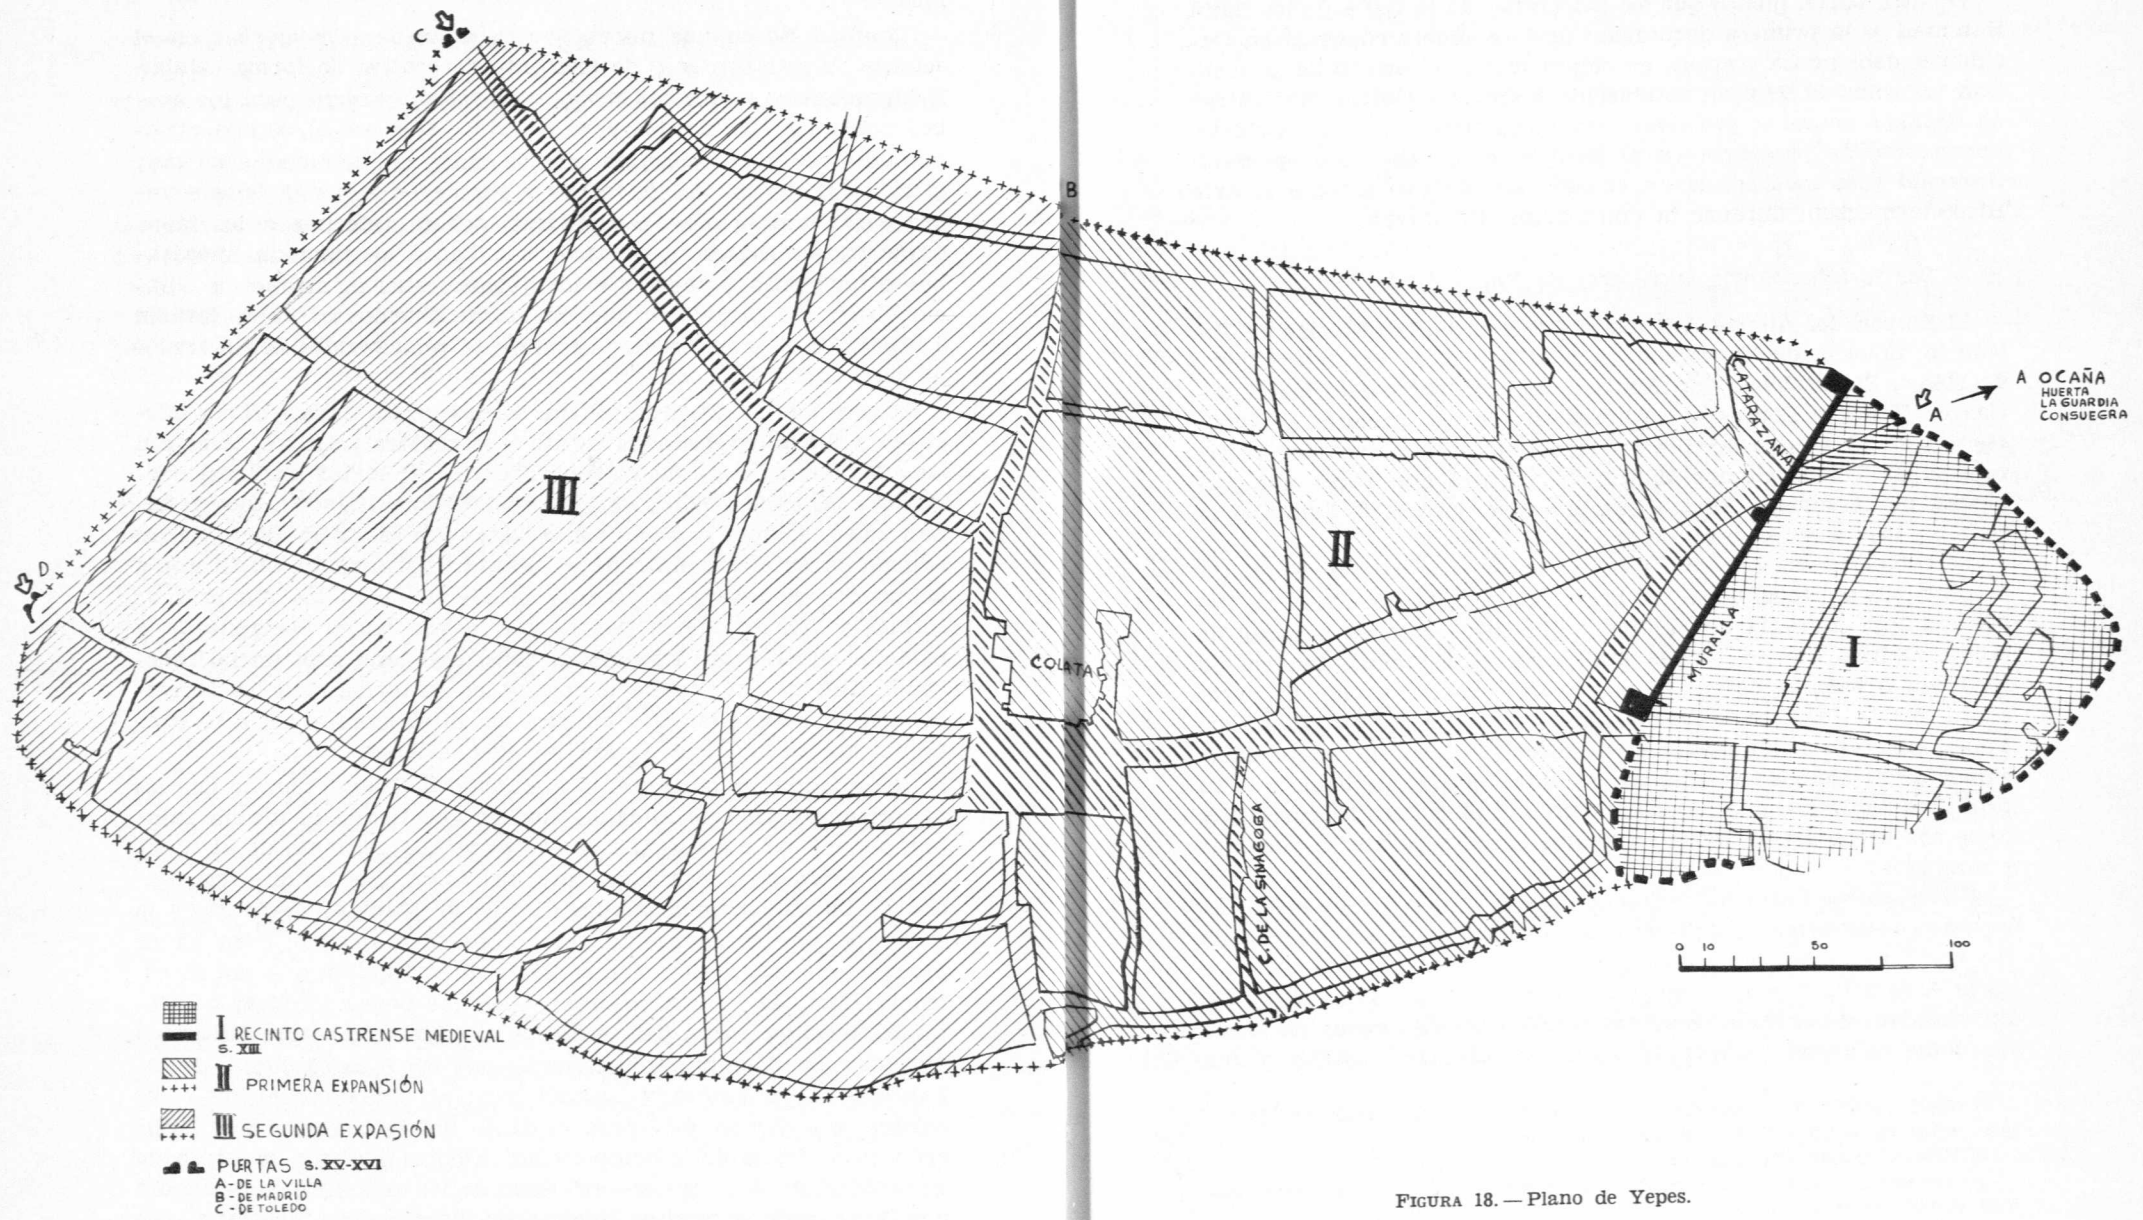 C
B
D
A
A OCAÑA
HUERTA
LA GUARDIA
CONSUEGRA
CATARAZANA
MURALLA
I
II
III
COLATA
C. DE LA SINAGOGA
0 10 50 100
I RECINTO CASTRENSE MEDIEVAL
S. XIII
II PRIMERA EXPANSIÓN
III SEGUNDA EXPASIÓN
PUERTAS S. XV-XVI
A - DE LA VILLA
B - DE MADRID
C - DE TOLEDO
FIGURA 18. — Plano de Yepes.